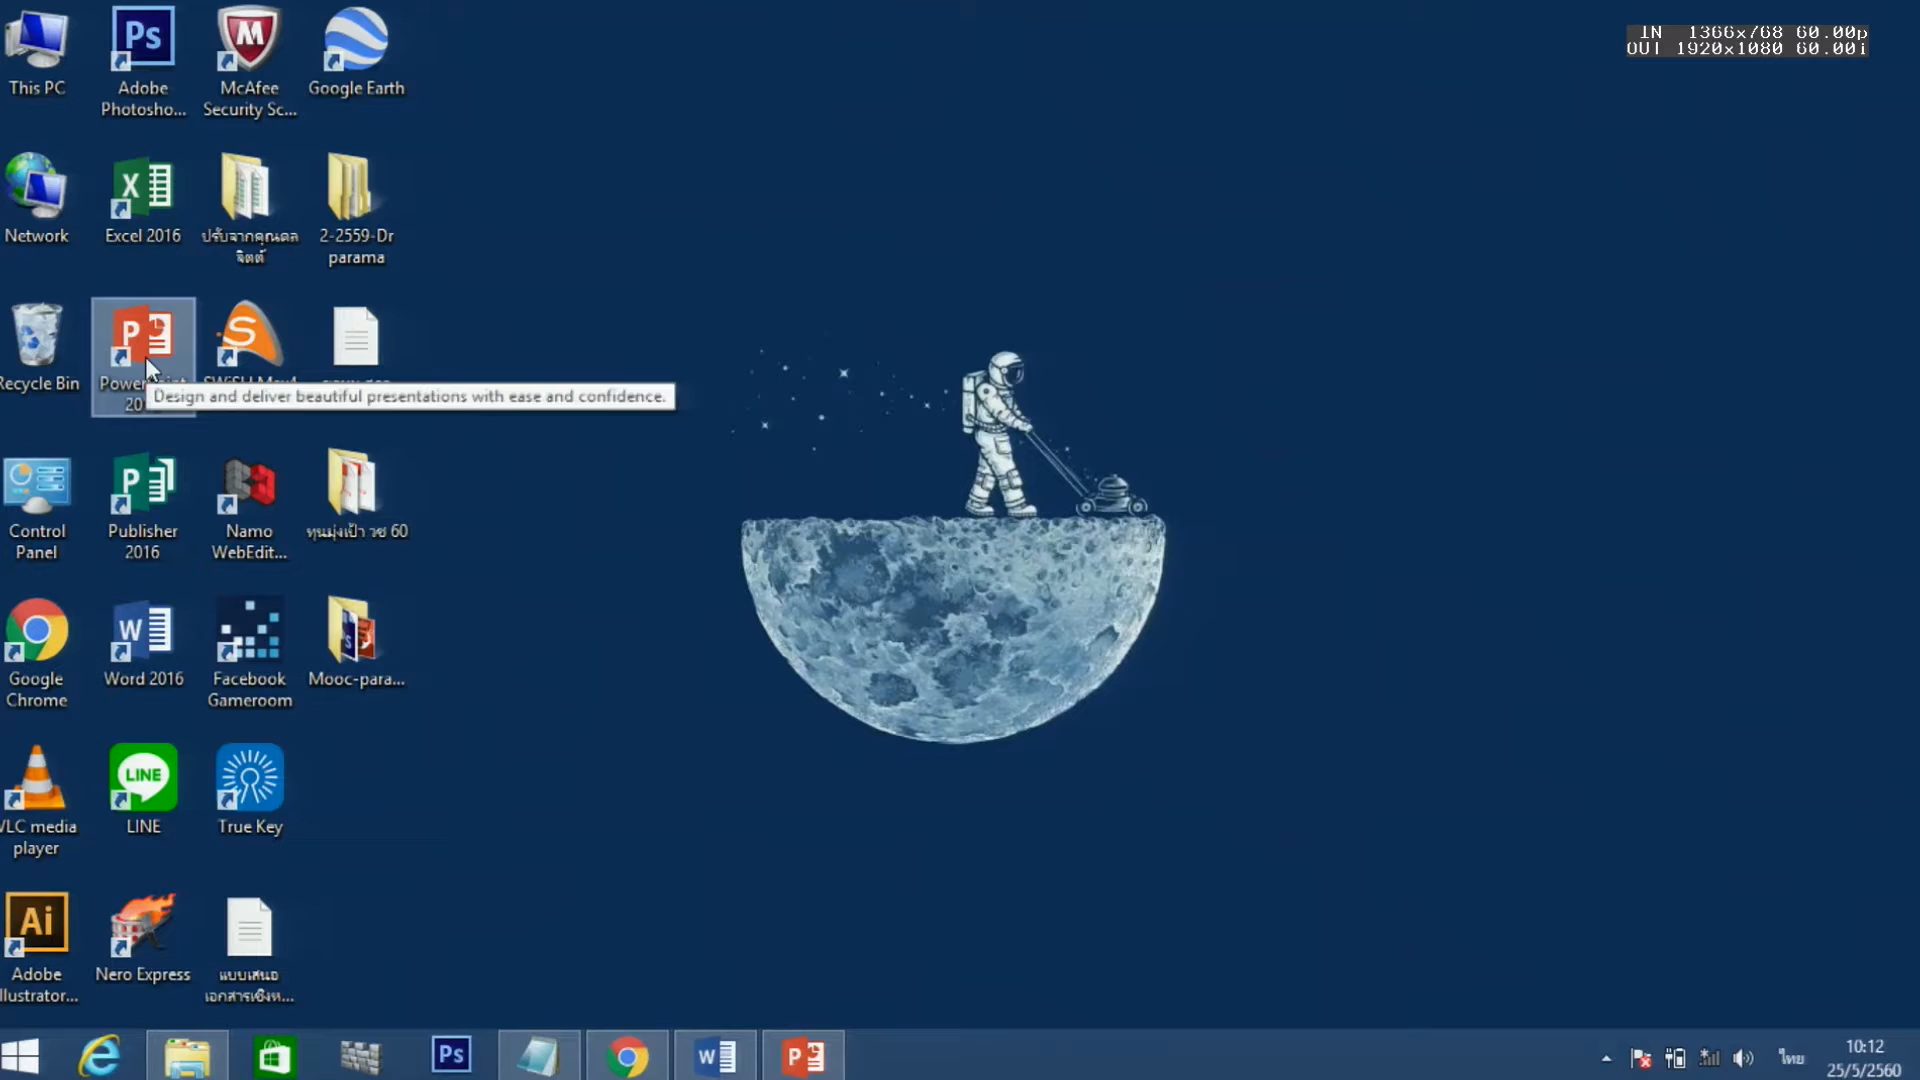 IN 1366x768 60.00p
OUT 1920x1080 60.00i
This PC
Adobe
Photosho...
McAfee
Security Sc...
Google Earth
Network
Excel 2016
ปรับจากคุณดล
จิตต์
2-2559-Dr
parama
Recycle Bin
Design and deliver beautiful presentations with ease and confidence.
Control
Panel
Publisher
2016
Namo
WebEdit...
ทุนมุ่งเป้า วช 60
Google
Chrome
Word 2016
Facebook
Gameroom
Mooc-para...
VLC media
player
LINE
LINE
True Key
Ai
Adobe
Illustrator...
Nero Express
แบบเสนอ
เอกสารเชิงห...
Ps
Ps
ไทย
10:12
25/5/2560